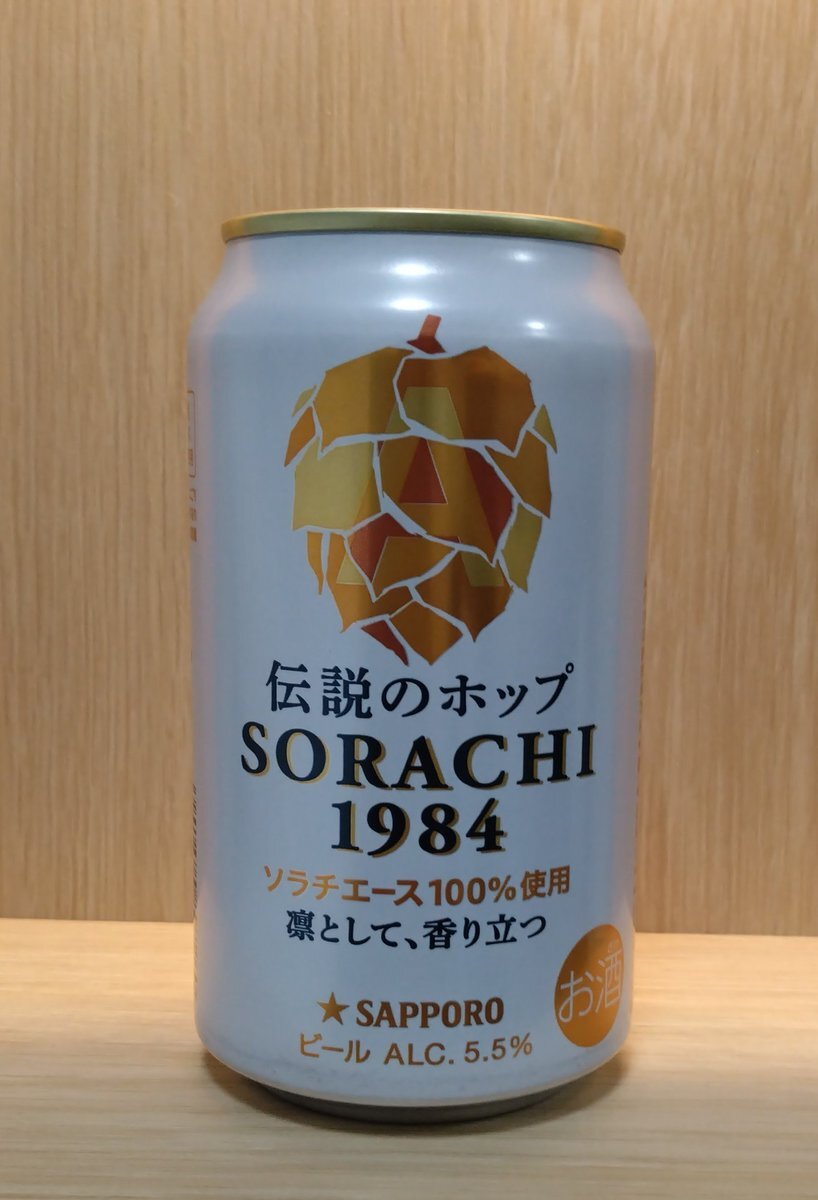 伝説のホップ
SORACHI
1984
ソラチエース100%使用
凛として、香り立つ
お酒
★SAPPORO
ビール ALC. 5.5%